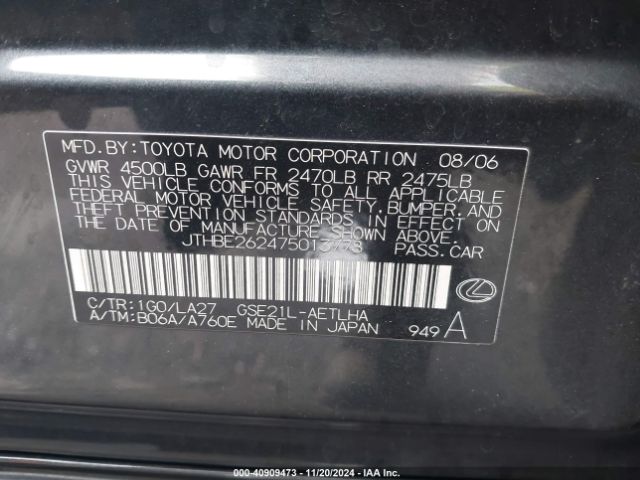 MFD.BY:TOYOTA MOTOR CORPORATION 08/06
GVWR 4500LB GAWR FR 2470LB RR 2475LB
THIS VEHICLE CONFORMS TO ALL APPLICABLE
FEDERAL MOTOR VEHICLE SAFETY, BUMPER, AND
THEFT PREVENTION STANDARDS IN EFFECT ON
THE DATE OF MANUFACTURE SHOWN ABOVE.
PASS.CAR
C/TR:1G0/LA27 GSE21L-AETLHA
A/TM:B06A/A760E MADE IN JAPAN 949 A
000-40909473 - 11/20/2024 - IAA Inc.